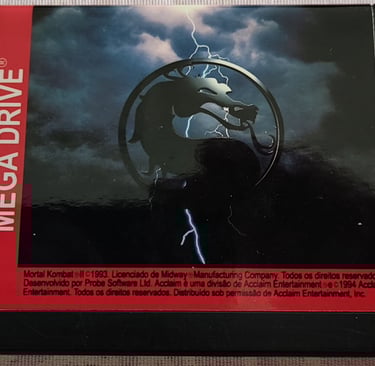 MEGA DRIVE®
Mortal Kombat®II ©1993. Licenciado de Midway® Manufacturing Company. Todos os direitos reservado
Desenvolvido por Probe Software Ltd. Acclaim é uma divisão de Acclaim Entertainment ®©1994 Accl
Entertainment. Todos os direitos reservados. Distribuido sob permissão de Acclaim Entertainment, Inc.